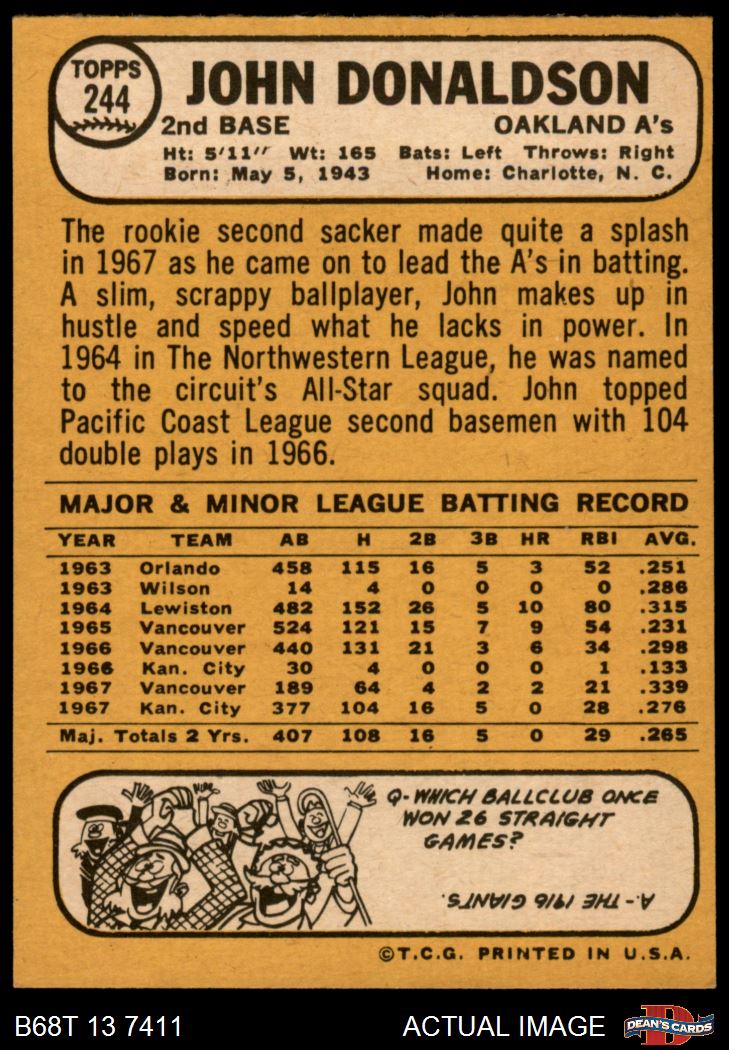 TOPPS
244
JOHN DONALDSON
2nd BASE OAKLAND A's
Ht: 5'11" Wt: 165 Bats: Left Throws: Right
Born: May 5, 1943 Home: Charlotte, N. C.
The rookie second sacker made quite a splash
in 1967 as he came on to lead the A's in batting.
A slim, scrappy ballplayer, John makes up in
hustle and speed what he lacks in power. In
1964 in The Northwestern League, he was named
to the circuit's All-Star squad. John topped
Pacific Coast League second basemen with 104
double plays in 1966.
MAJOR & MINOR LEAGUE BATTING RECORD
YEAR TEAM AB H 2B 3B HR RBI AVG.
1963 Orlando 458 115 16 5 3 52 .251
1963 Wilson 14 4 0 0 0 0 .286
1964 Lewiston 482 152 26 5 10 80 .315
1965 Vancouver 524 121 15 7 9 54 .231
1966 Vancouver 440 131 21 3 6 34 .298
1966 Kan. City 30 4 0 0 0 1 .133
1967 Vancouver 189 64 4 2 2 21 .339
1967 Kan. City 377 104 16 5 0 28 .276
Maj. Totals 2 Yrs. 407 108 16 5 0 29 .265
Q-WHICH BALLCLUB ONCE
WON 26 STRAIGHT
GAMES?
A.-THE 1916 GIANTS.
©T.C.G. PRINTED IN U.S.A.
B68T 13 7411 ACTUAL IMAGE DEAN'S CARDS